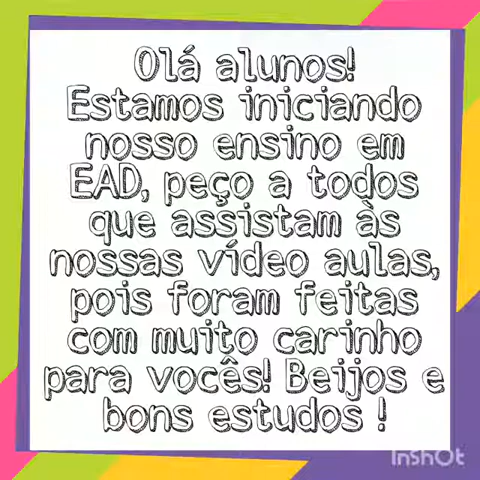 Olá alunos!
Estamos iniciando
nosso ensino em
EAD, peço a todos
que assistam às
nossas vídeo aulas,
pois foram feitas
com muito carinho
para vocês! Beijos e
bons estudos !
InShOt